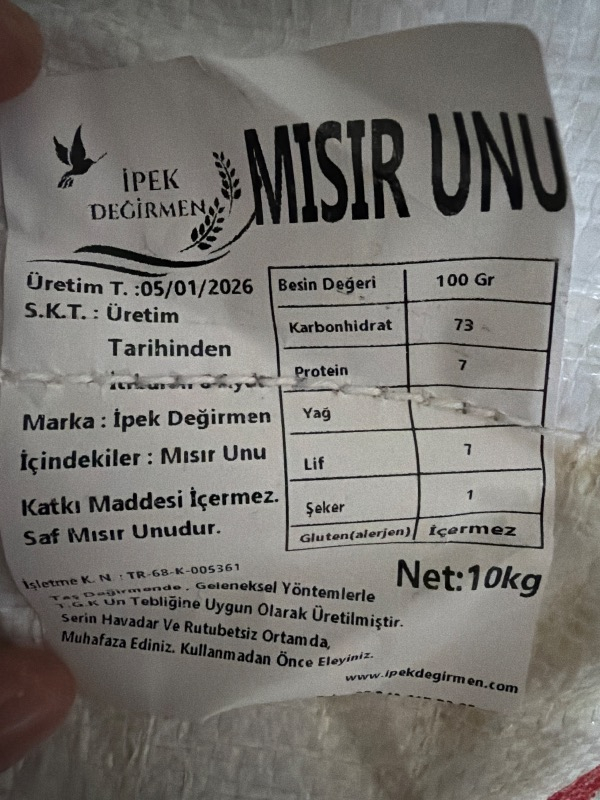 İPEK
DEĞİRMEN
MISIR UNU
Üretim T. :05/01/2026
S.K.T. : Üretim
Tarihinden
Marka : İpek Değirmen
İçindekiler : Mısır Unu
Katkı Maddesi İçermez.
Saf Mısır Unudur.
Besin Değeri 100 Gr
Karbonhidrat 73
Protein 7
Yağ
Lif 7
Şeker 1
Gluten(alerjen) İçermez
Net:10kg
İşletme K. N : TR-68-K-005361
Taş Değirmende , Geleneksel Yöntemlerle
T.G.K Un Tebliğine Uygun Olarak Üretilmiştir.
Serin Havadar Ve Rutubetsiz Ortamda,
Muhafaza Ediniz. Kullanmadan Önce Eleyiniz.
www.ipekdegirmen.com